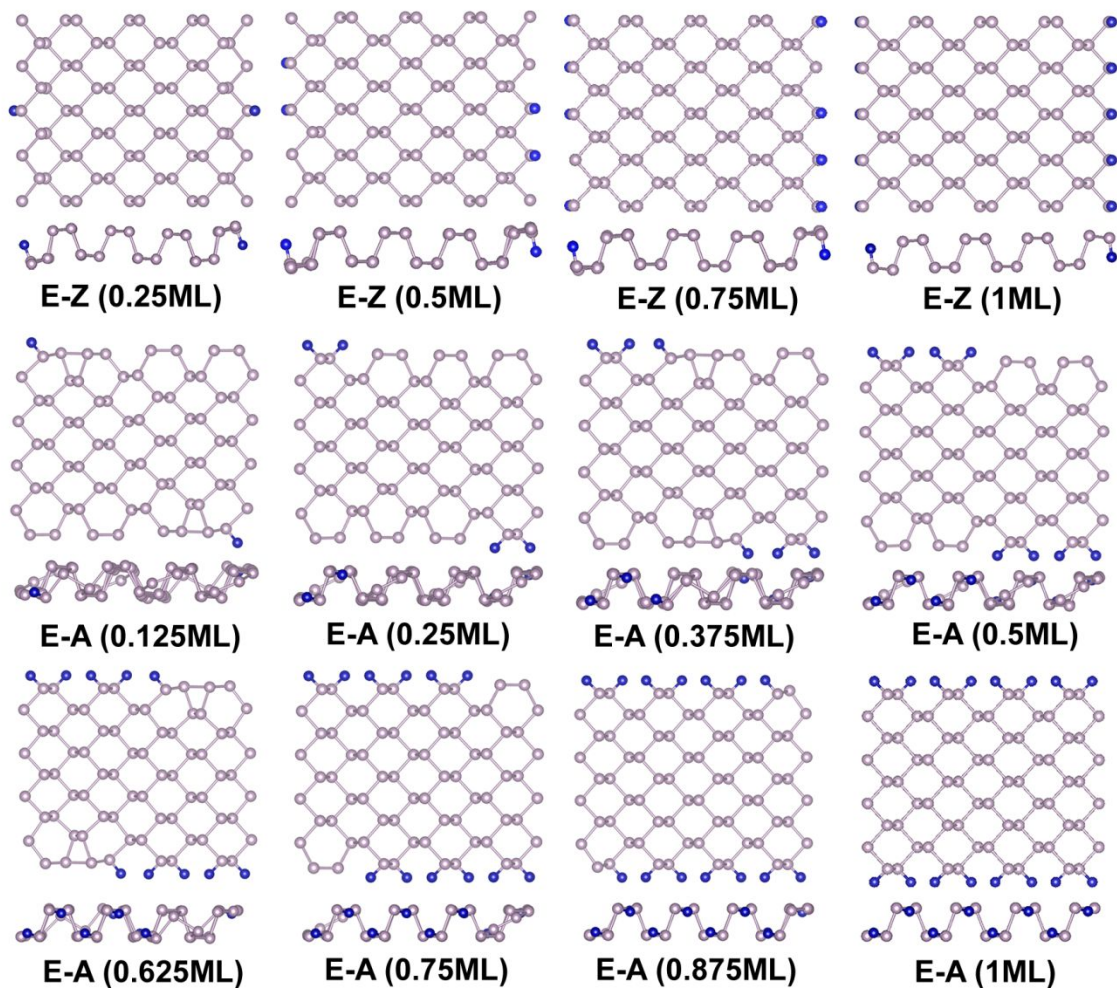 E-Z (0.25ML) E-Z (0.5ML) E-Z (0.75ML) E-Z (1ML)
E-A (0.125ML) E-A (0.25ML) E-A (0.375ML) E-A (0.5ML)
E-A (0.625ML) E-A (0.75ML) E-A (0.875ML) E-A (1ML)